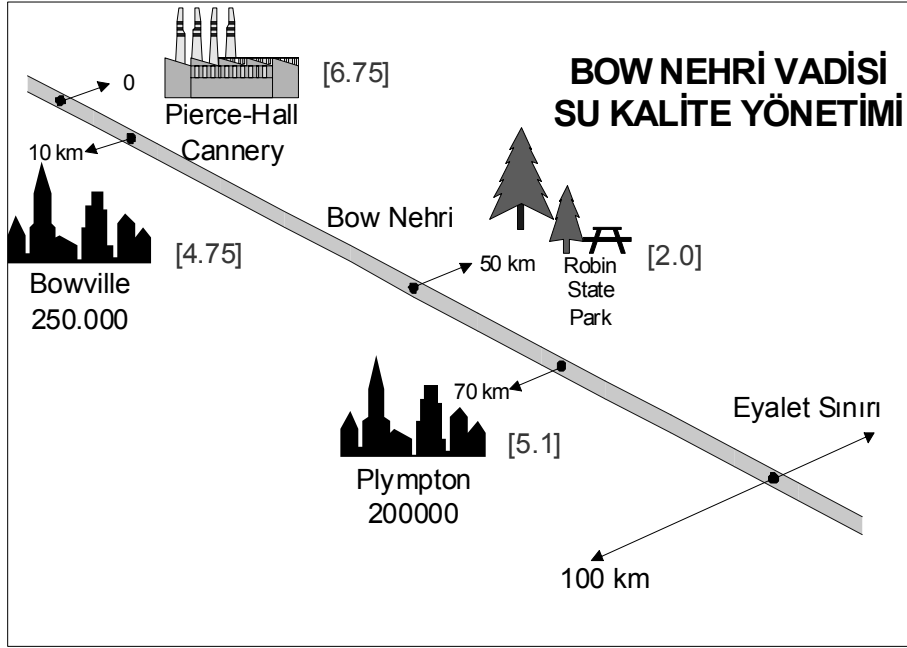 BOW NEHRİ VADİSİ
SU KALİTE YÖNETİMİ
0
[6.75]
Pierce-Hall
Cannery
10 km
Bow Nehri
[4.75]
Bowville
250.000
50 km
[2.0]
Robin
State
Park
70 km
[5.1]
Plympton
200000
Eyalet Sınırı
100 km